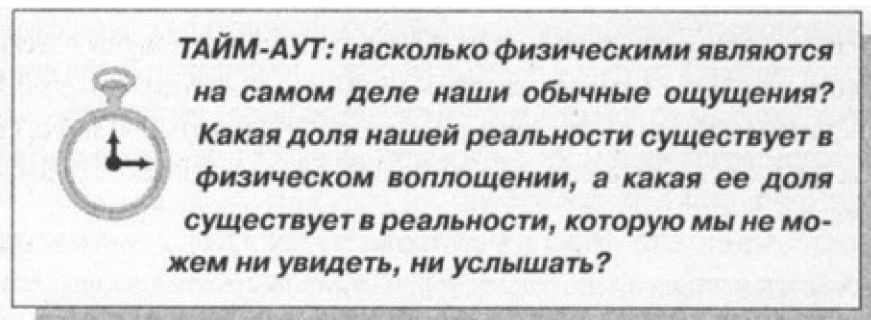 ТАЙМ-АУТ: насколько физическими являются
на самом деле наши обычные ощущения?
Какая доля нашей реальности существует в
физическом воплощении, а какая ее доля
существует в реальности, которую мы не мо-
жем ни увидеть, ни услышать?